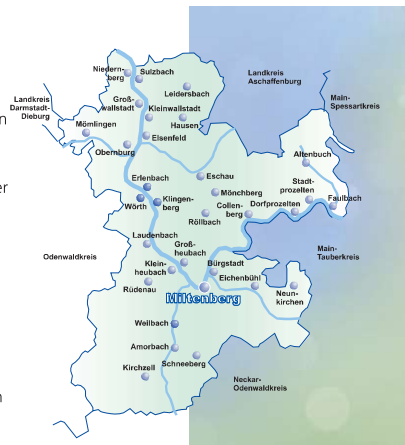 Niedern-
berg
Sulzbach
Landkreis
Aschaffenburg
Leidersbach
Landkreis
Darmstadt-
Dieburg
Groß-
wallstadt
Kleinwallstadt
Main-
Spessartkreis
n
Mömlingen
Hausen
Elsenfeld
Obernburg
Altenbuch
Eschau
Erlenbach
er
Stadt-
prozelten
Mönchberg
Klingen-
berg
Wörth
Collen-
berg
Dorfprozelten
Faulbach
Röllbach
Laudenbach
Groß-
heubach
Main-
Tauberkreis
Odenwaldkreis
Klein-
heubach
Bürgstadt
Eichenbühl
Rüdenau
Neun-
kirchen
Miltenberg
Weilbach
Amorbach
Schneeberg
Kirchzell
Neckar-
Odenwaldkreis
n